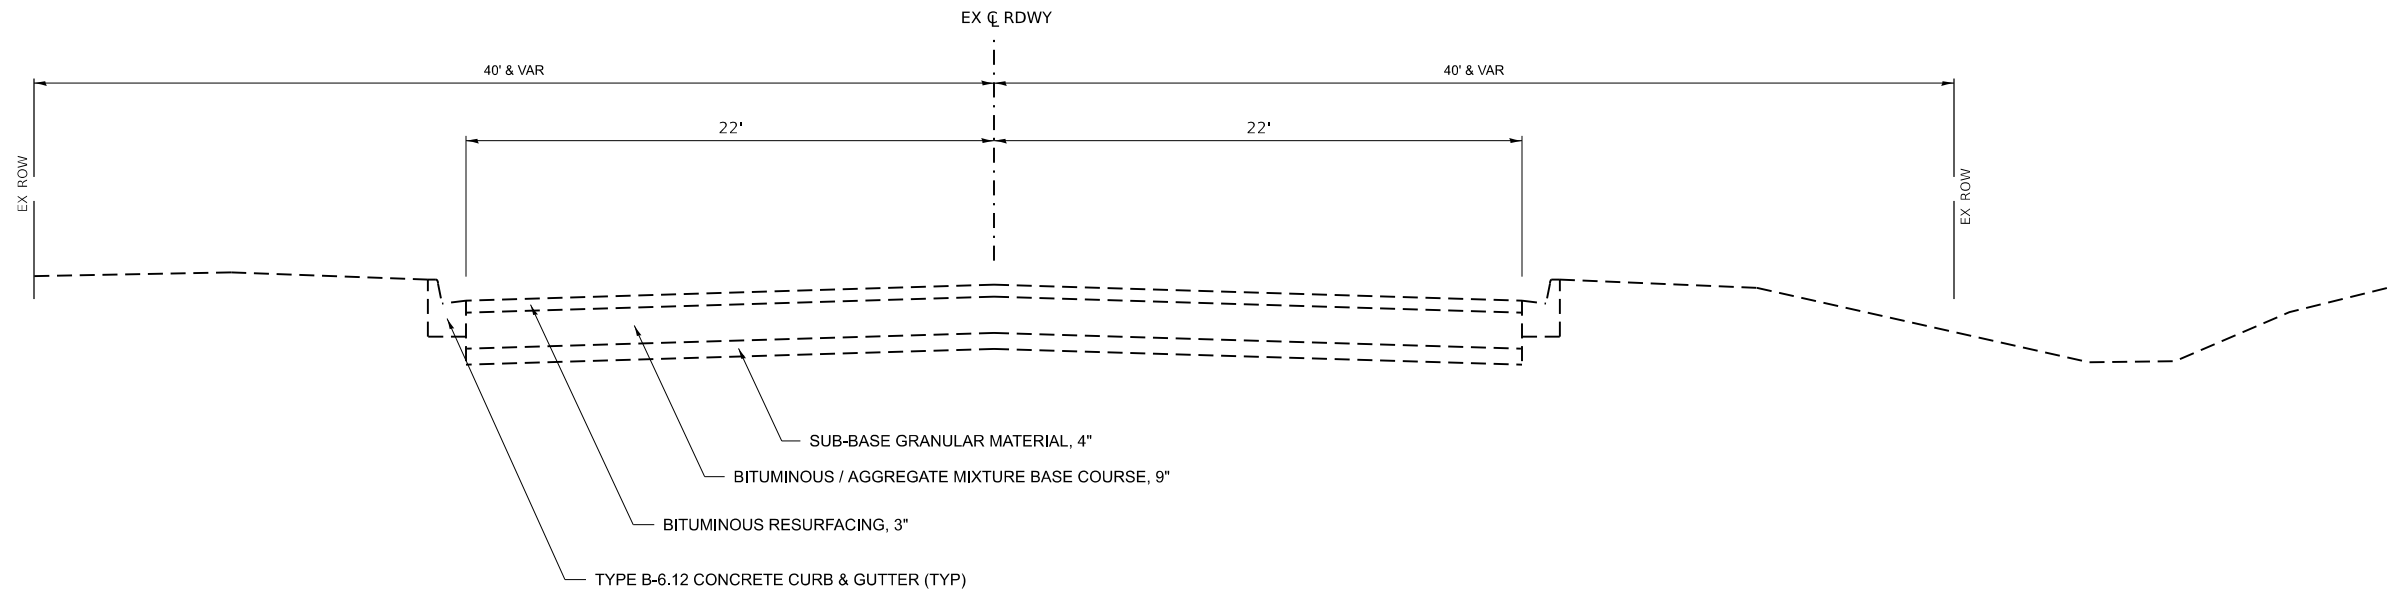 EX ℄ RDWY
40' & VAR
40' & VAR
22'
22'
EX ROW
EX ROW
SUB-BASE GRANULAR MATERIAL, 4"
BITUMINOUS / AGGREGATE MIXTURE BASE COURSE, 9"
BITUMINOUS RESURFACING, 3"
TYPE B-6.12 CONCRETE CURB & GUTTER (TYP)